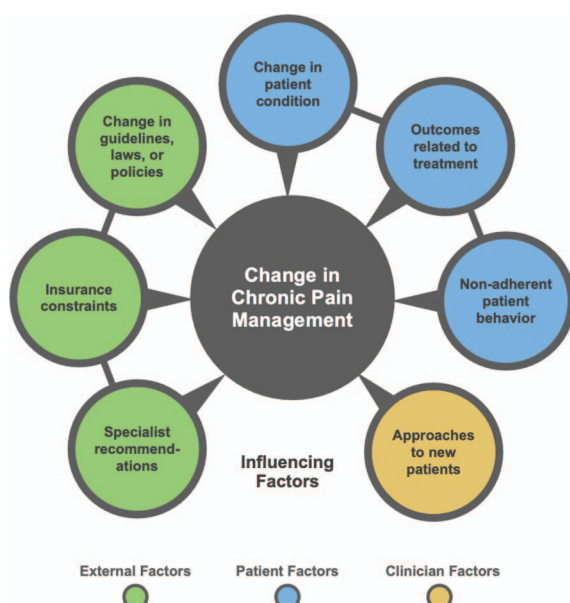 Change in
patient
condition
Change in
guidelines,
laws, or
policies
Outcomes
related to
treatment
Insurance
constraints
Change in
Chronic Pain
Management
Non-adherent
patient
behavior
Specialist
recommend-
ations
Influencing
Factors
Approaches
to new
patients
External Factors
Patient Factors
Clinician Factors